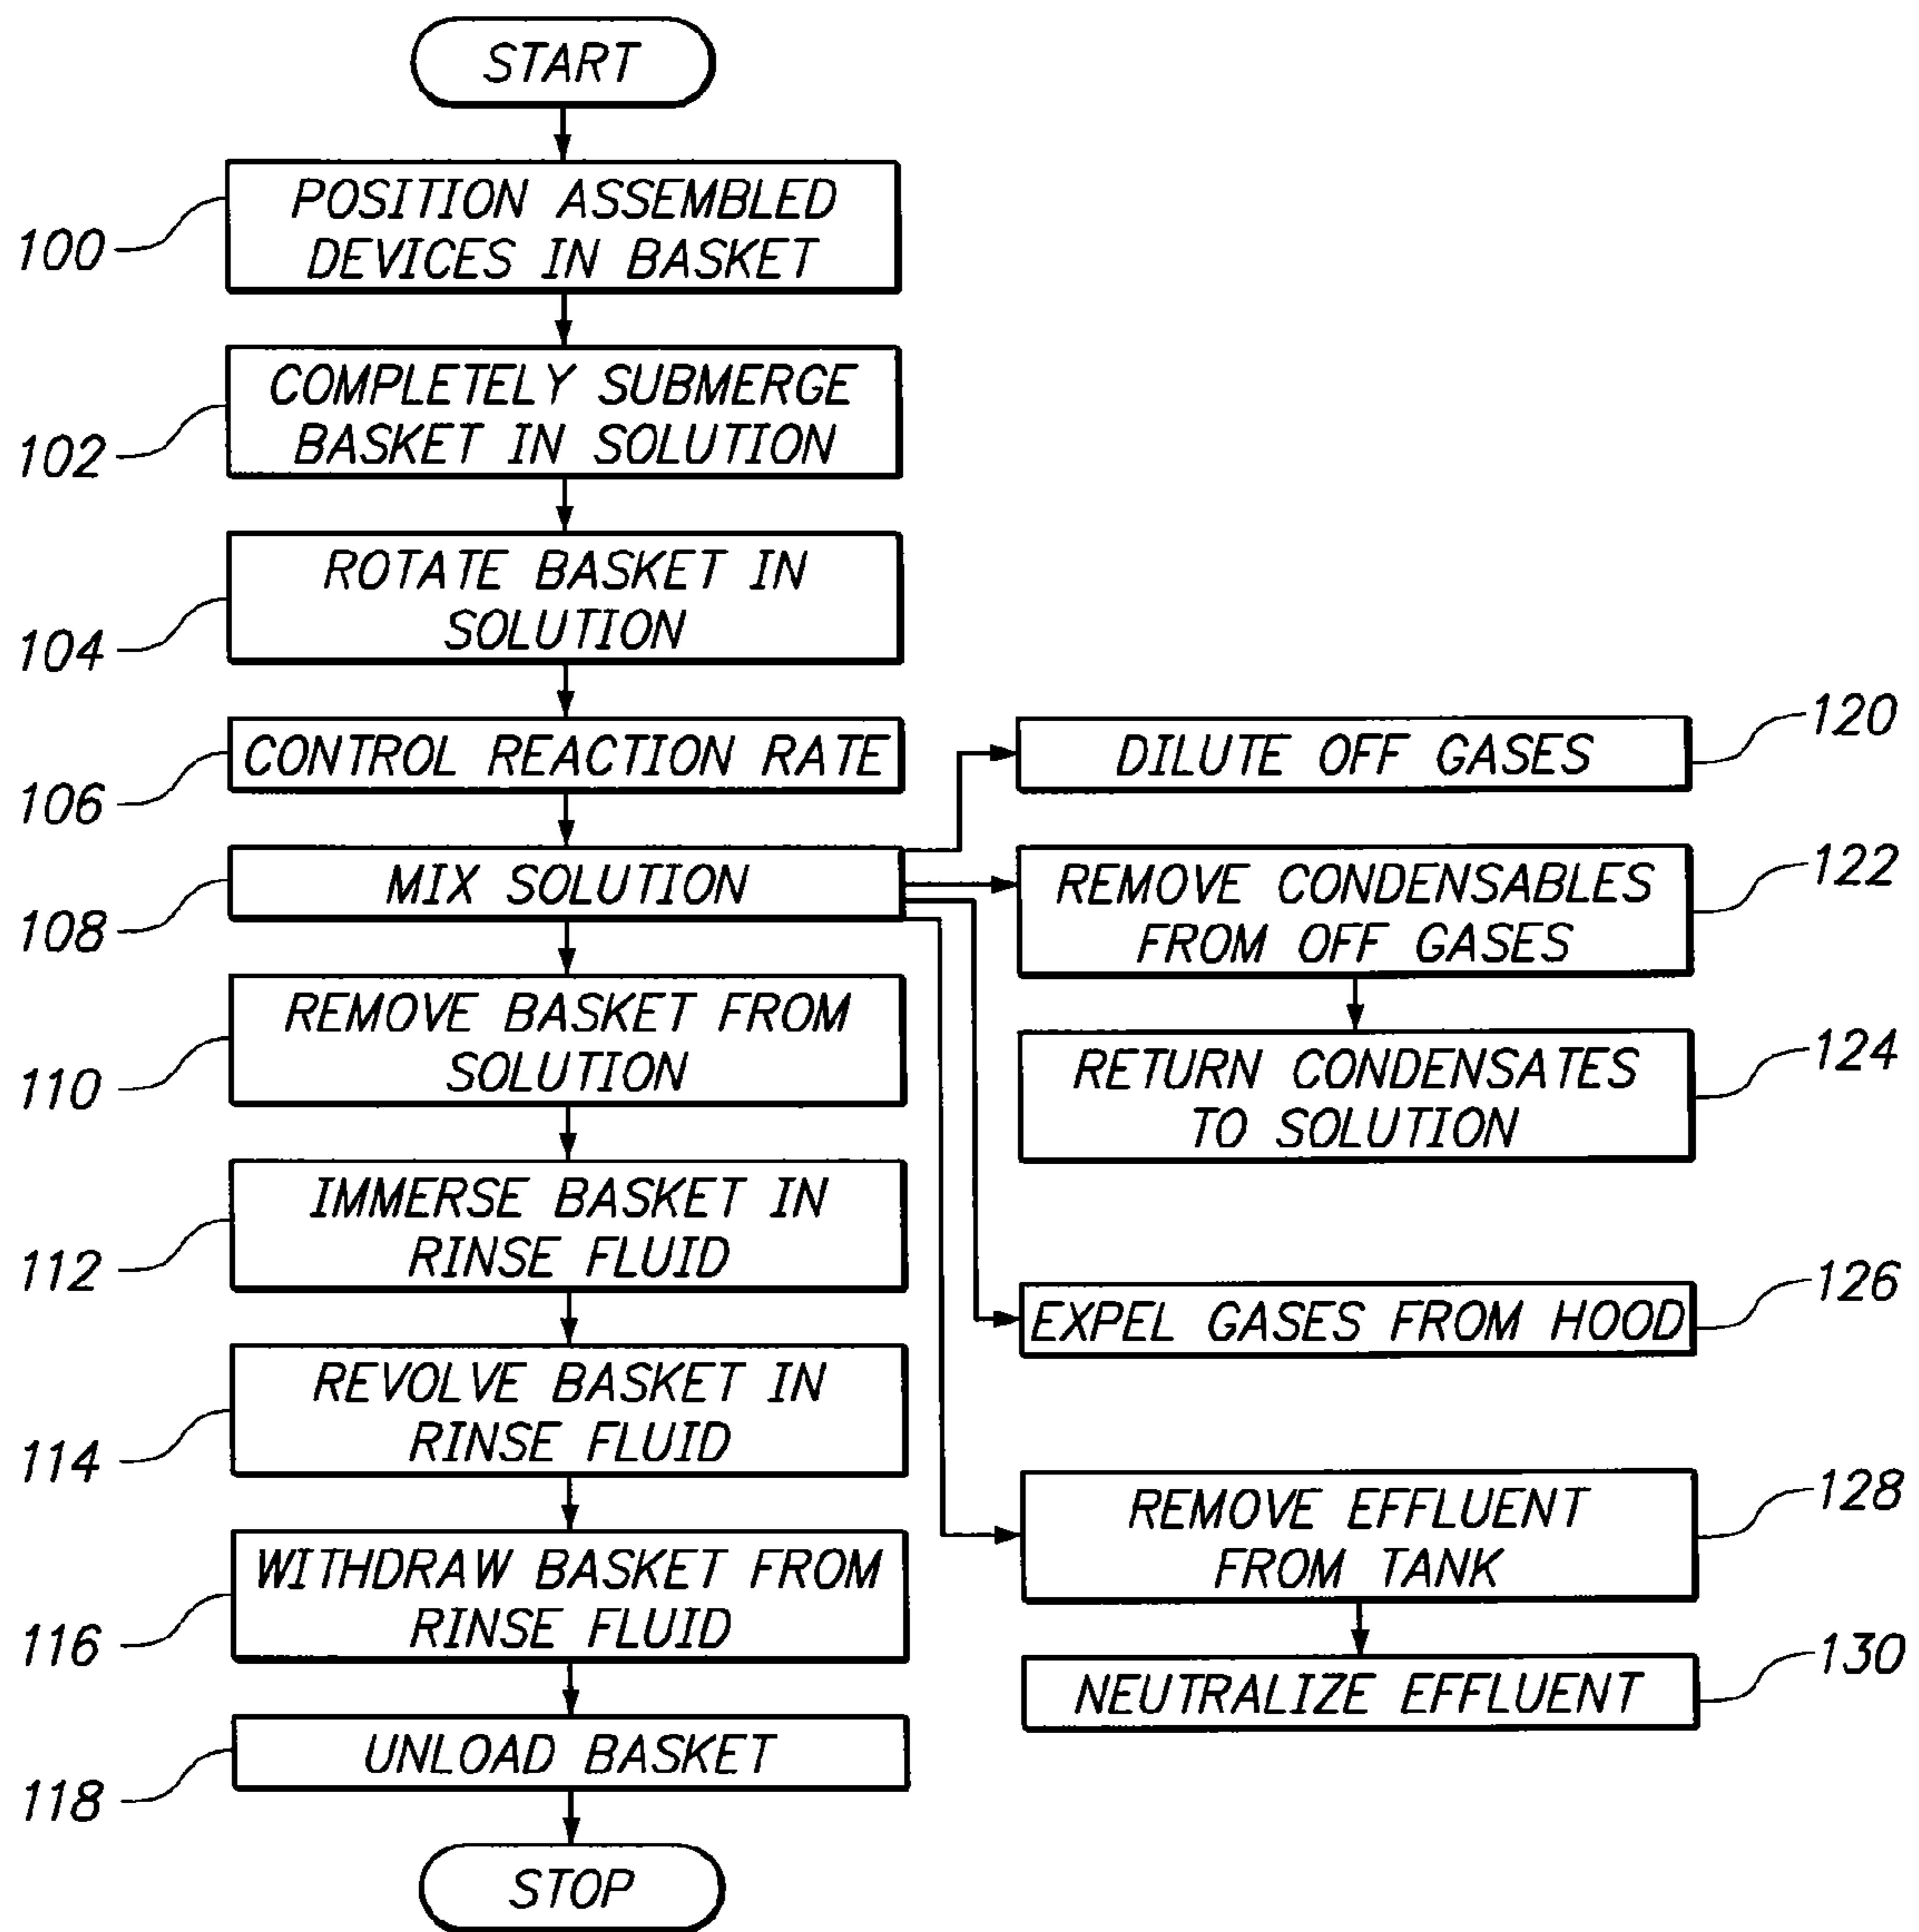 START
POSITION ASSEMBLED
DEVICES IN BASKET
100
COMPLETELY SUBMERGE
BASKET IN SOLUTION
102
ROTATE BASKET IN
SOLUTION
104
CONTROL REACTION RATE
106
MIX SOLUTION
108
REMOVE BASKET FROM
SOLUTION
110
IMMERSE BASKET IN
RINSE FLUID
112
REVOLVE BASKET IN
RINSE FLUID
114
WITHDRAW BASKET FROM
RINSE FLUID
116
UNLOAD BASKET
118
STOP
DILUTE OFF GASES
120
REMOVE CONDENSABLES
FROM OFF GASES
122
RETURN CONDENSATES
TO SOLUTION
124
EXPEL GASES FROM HOOD
126
REMOVE EFFLUENT
FROM TANK
128
NEUTRALIZE EFFLUENT
130